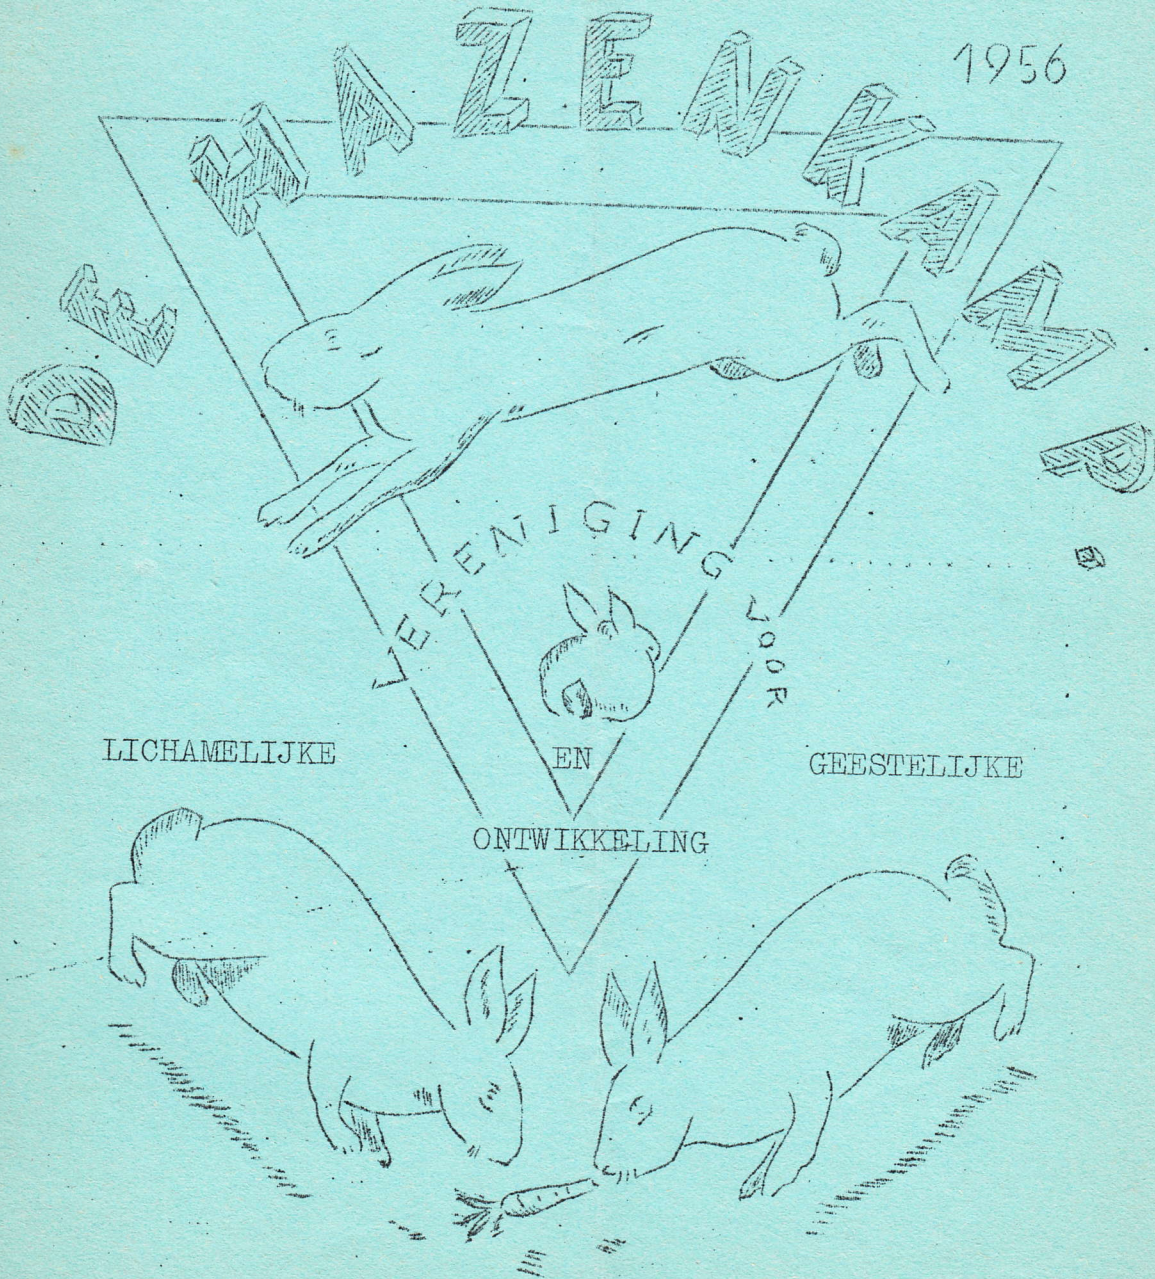 1956
DE HAZENKAMP.
VERENIGING VOOR
LICHAMELIJKE EN GEESTELIJKE
ONTWIKKELING